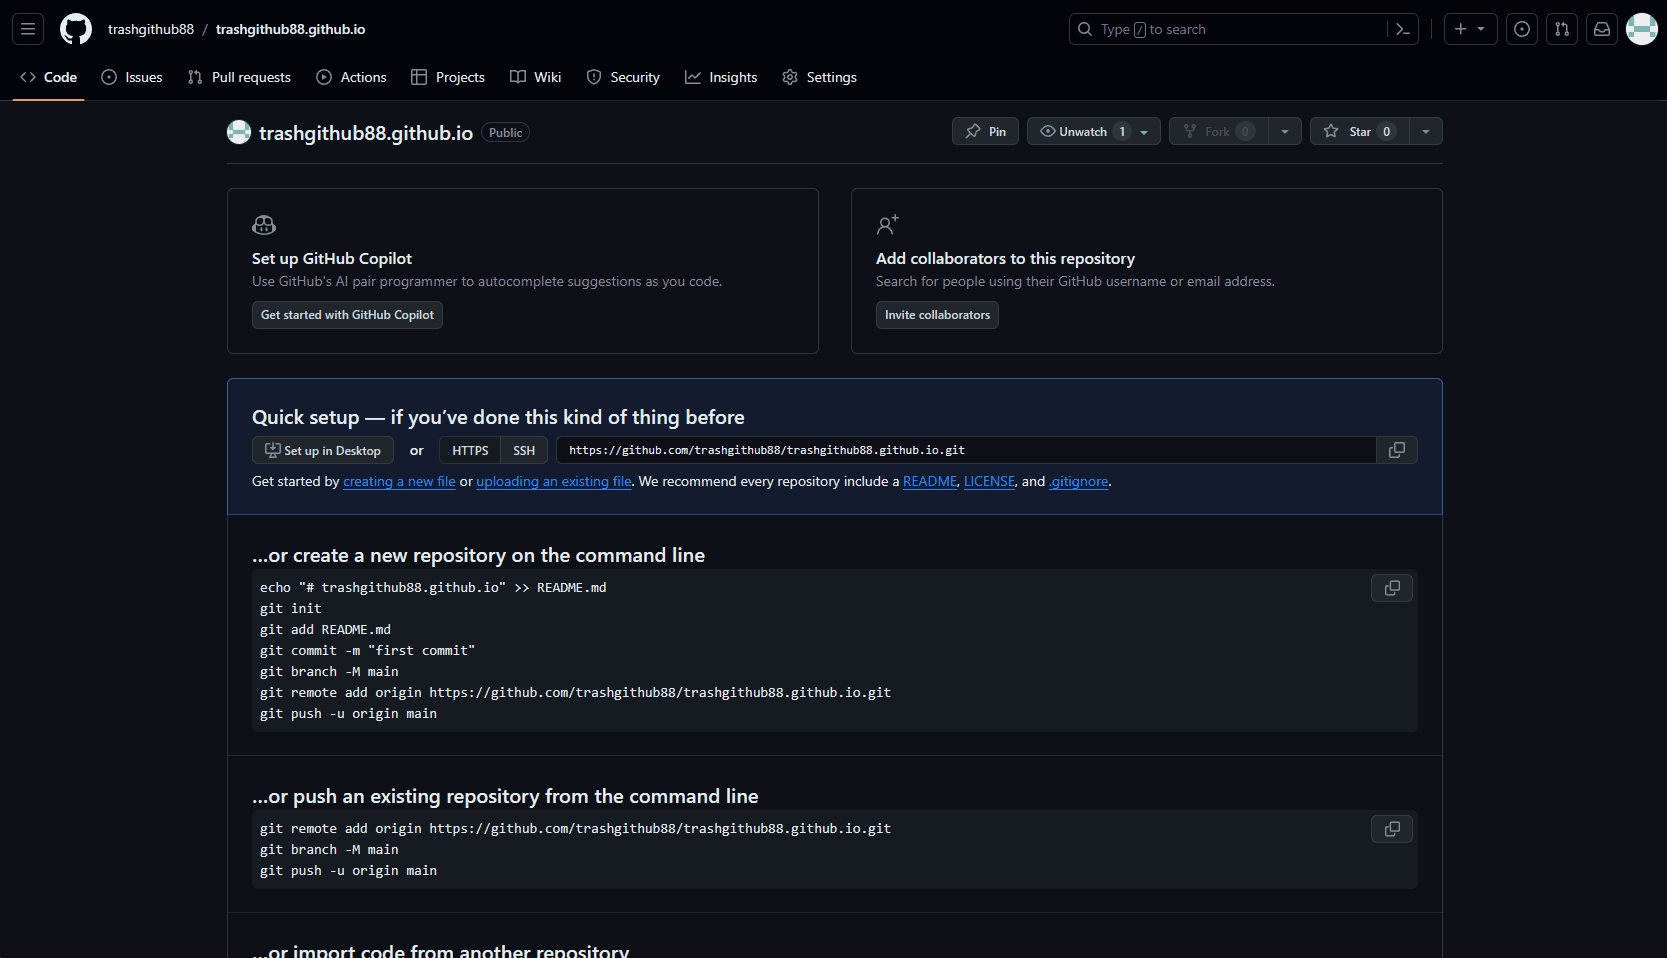 trashgithub88 / trashgithub88.github.io
Type / to search
Code Issues Pull requests Actions Projects Wiki Security Insights Settings
trashgithub88.github.io Public
Pin Unwatch 1 Fork 0 Star 0
Set up GitHub Copilot
Use GitHub's AI pair programmer to autocomplete suggestions as you code.
Get started with GitHub Copilot
Add collaborators to this repository
Search for people using their GitHub username or email address.
Invite collaborators
Quick setup — if you’ve done this kind of thing before
Set up in Desktop or HTTPS SSH https://github.com/trashgithub88/trashgithub88.github.io.git
Get started by creating a new file or uploading an existing file. We recommend every repository include a README, LICENSE, and .gitignore.
…or create a new repository on the command line
echo "# trashgithub88.github.io" >> README.md
git init
git add README.md
git commit -m "first commit"
git branch -M main
git remote add origin https://github.com/trashgithub88/trashgithub88.github.io.git
git push -u origin main
…or push an existing repository from the command line
git remote add origin https://github.com/trashgithub88/trashgithub88.github.io.git
git branch -M main
git push -u origin main
…or import code from another repository